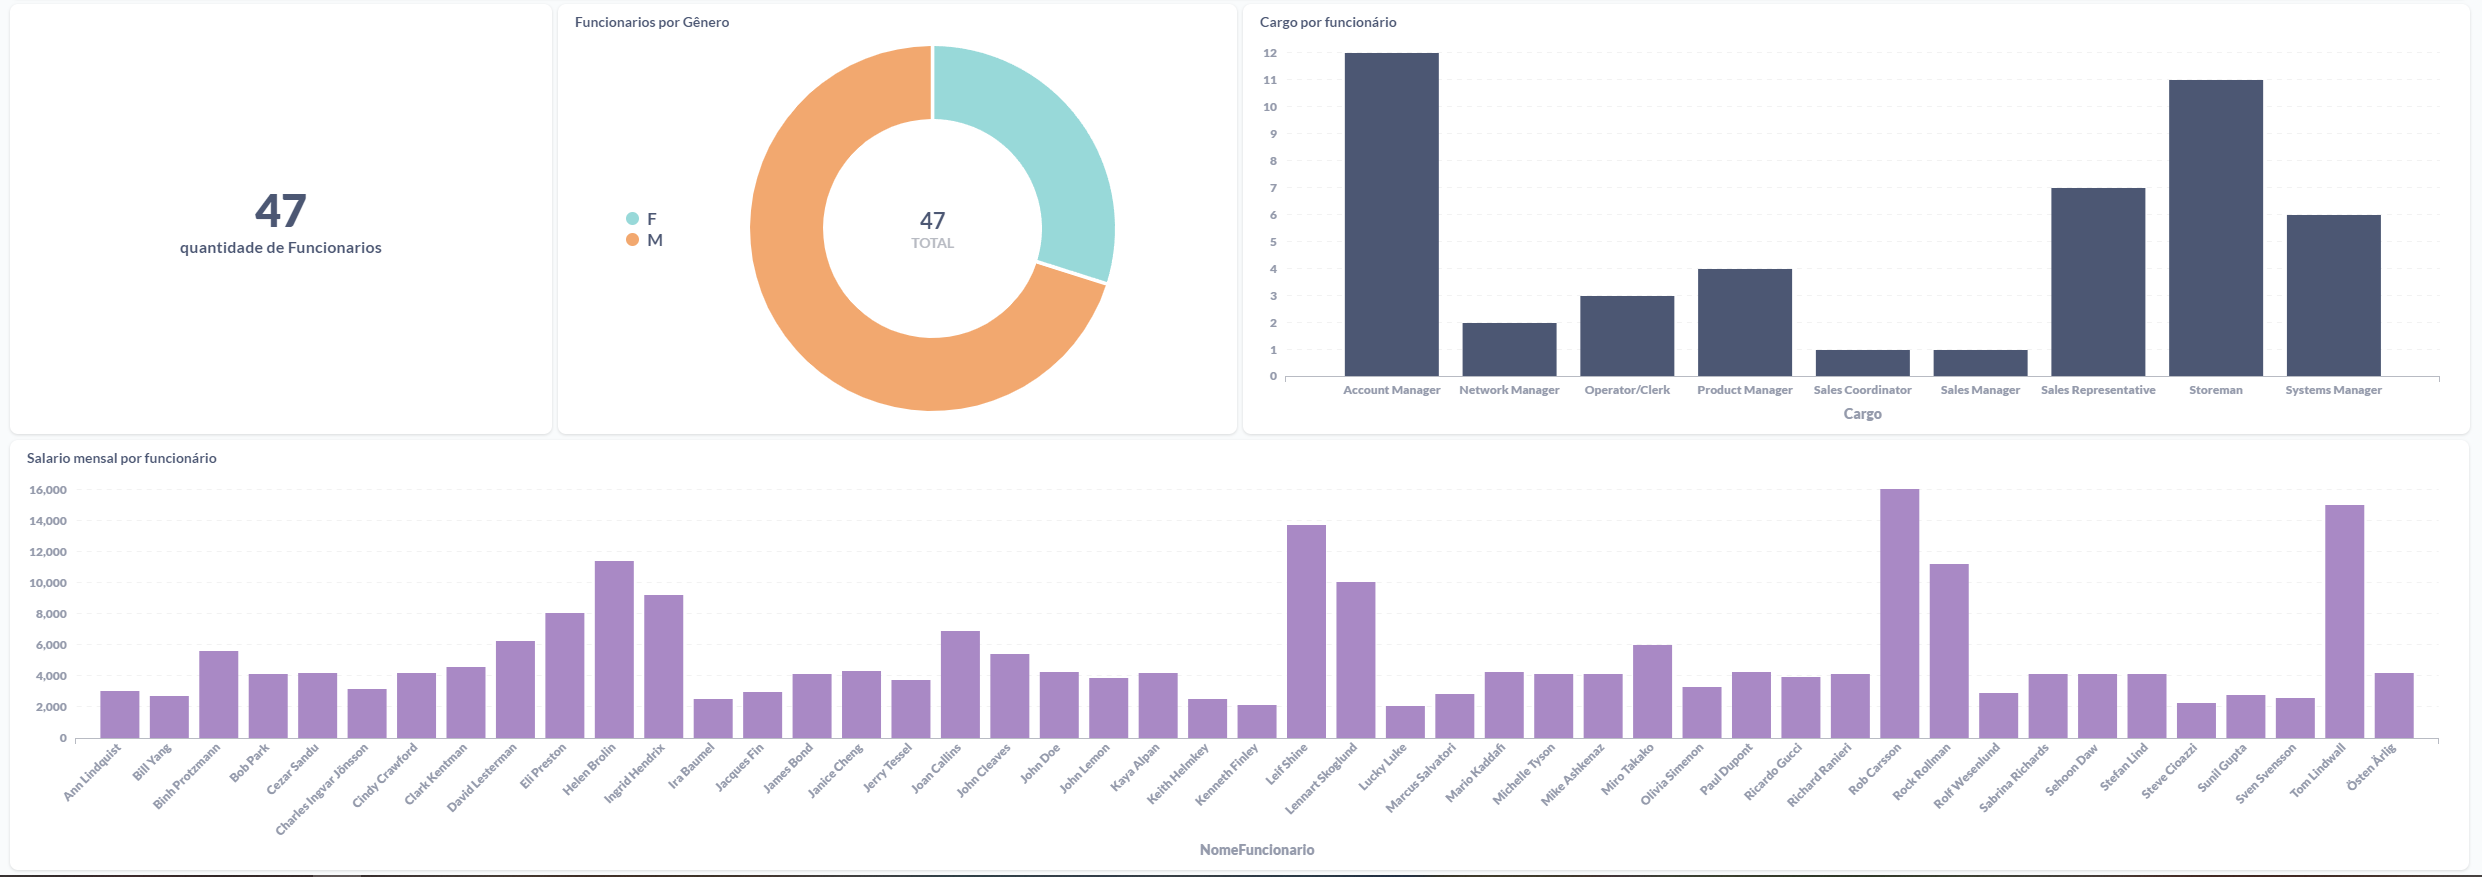 47
quantidade de Funcionarios
Funcionarios por Gênero
F
M
47
TOTAL
Cargo por funcionário
12
11
10
9
8
7
6
5
4
3
2
1
0
Account Manager
Network Manager
Operator/Clerk
Product Manager
Sales Coordinator
Sales Manager
Sales Representative
Storeman
Systems Manager
Cargo
Salario mensal por funcionário
16,000
14,000
12,000
10,000
8,000
6,000
4,000
2,000
0
Ann Lindquist
Bill Yang
Binh Protzmann
Bob Park
Cezar Sandu
Charles Ingvar Jönsson
Cindy Crawford
Clark Kentman
David Lesterman
Eli Preston
Helen Brolin
Ingrid Hendrix
Ira Baumel
Jacques Fin
James Bond
Janice Cheng
Jerry Tessel
Joan Callins
John Cleaves
John Doe
John Lemon
Kaya Alpan
Keith Helmkey
Kenneth Finley
Leif Shine
Lennart Skoglund
Lucky Luke
Marcus Salvatori
Mario Kaddafi
Michelle Tyson
Mike Ashkenaz
Miro Takako
Olivia Simenon
Paul Dupont
Ricardo Gucci
Richard Ranieri
Rob Carsson
Rock Rollman
Rolf Wesenlund
Sabrina Richards
Sehoon Daw
Stefan Lind
Steve Cioazzi
Sunil Gupta
Sven Svensson
Tom Lindwall
Östen Ärlig
NomeFuncionario